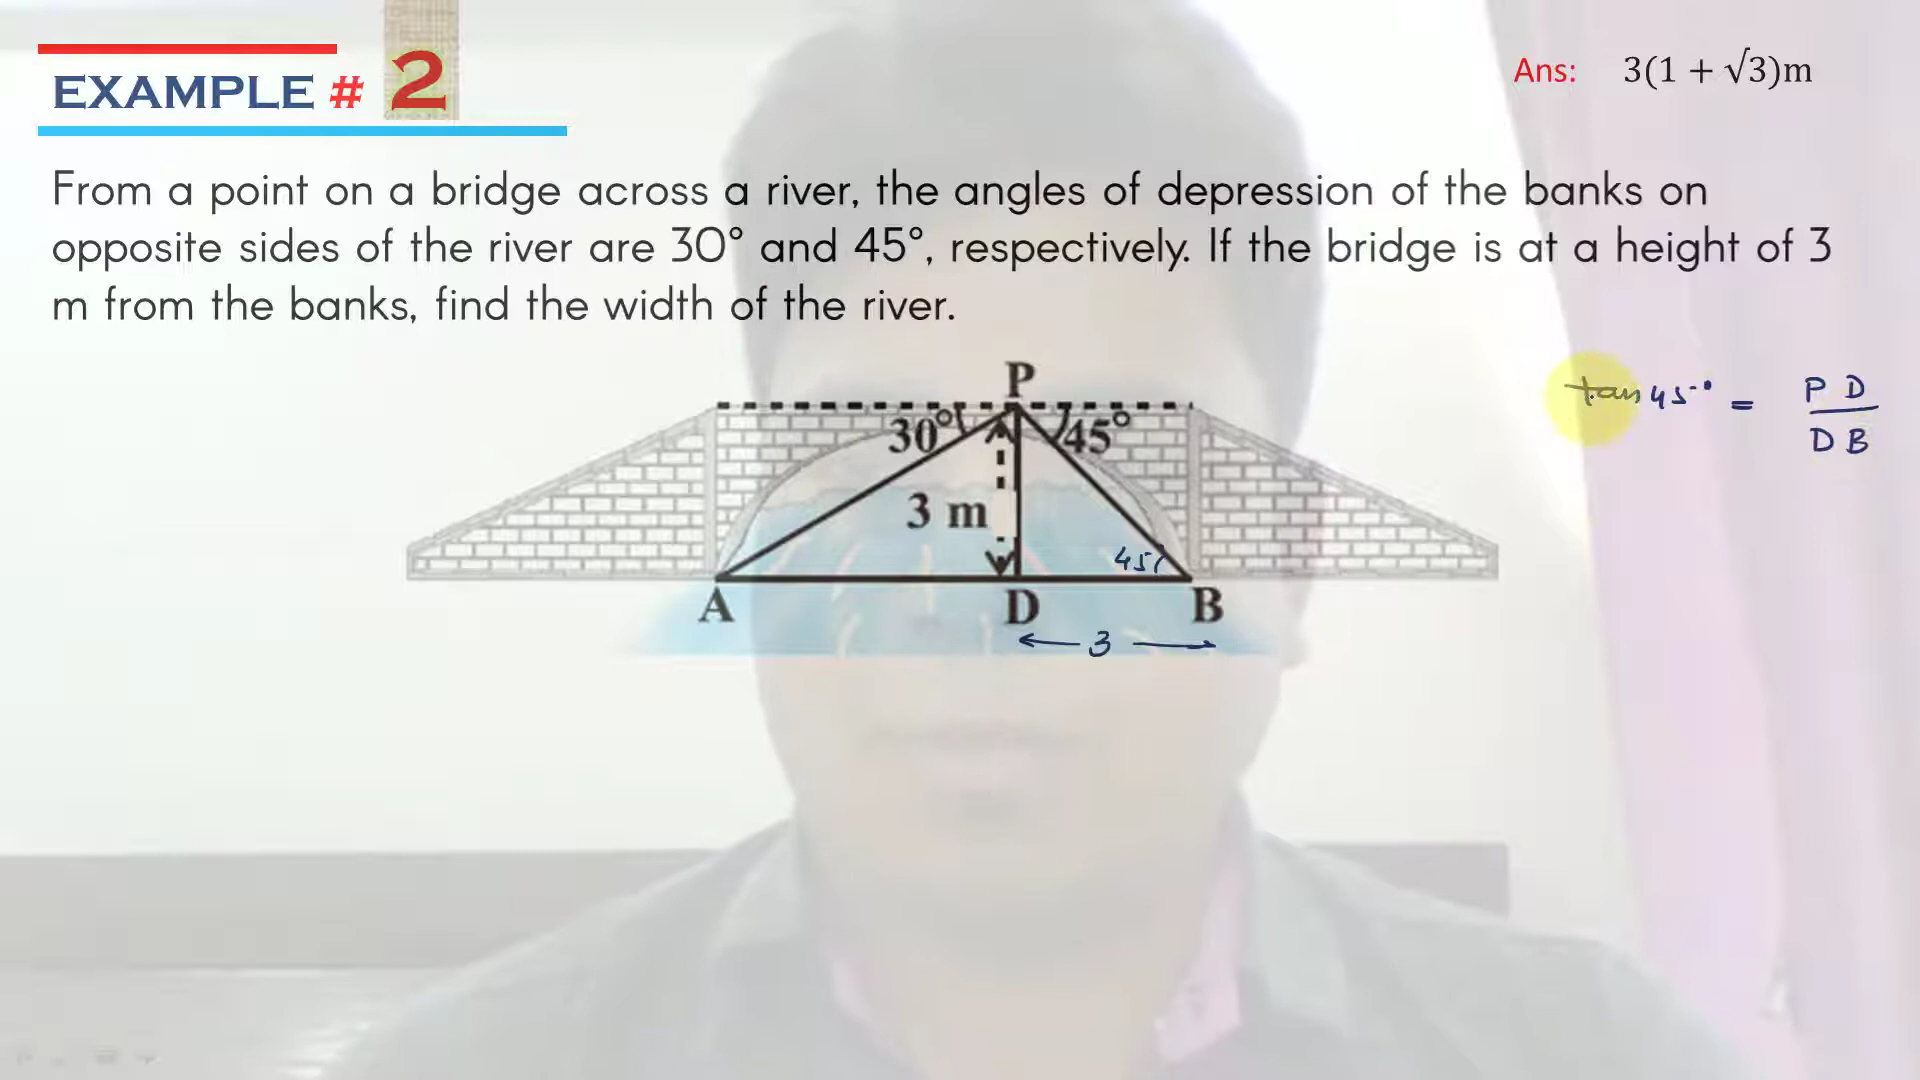 EXAMPLE # 2
Ans: 3(1 + √3)m
From a point on a bridge across a river, the angles of depression of the banks on
opposite sides of the river are 30° and 45°, respectively. If the bridge is at a height of 3
m from the banks, find the width of the river.
P
30° 45°
tan 45° = PD/DB
3 m
45
A D B
3